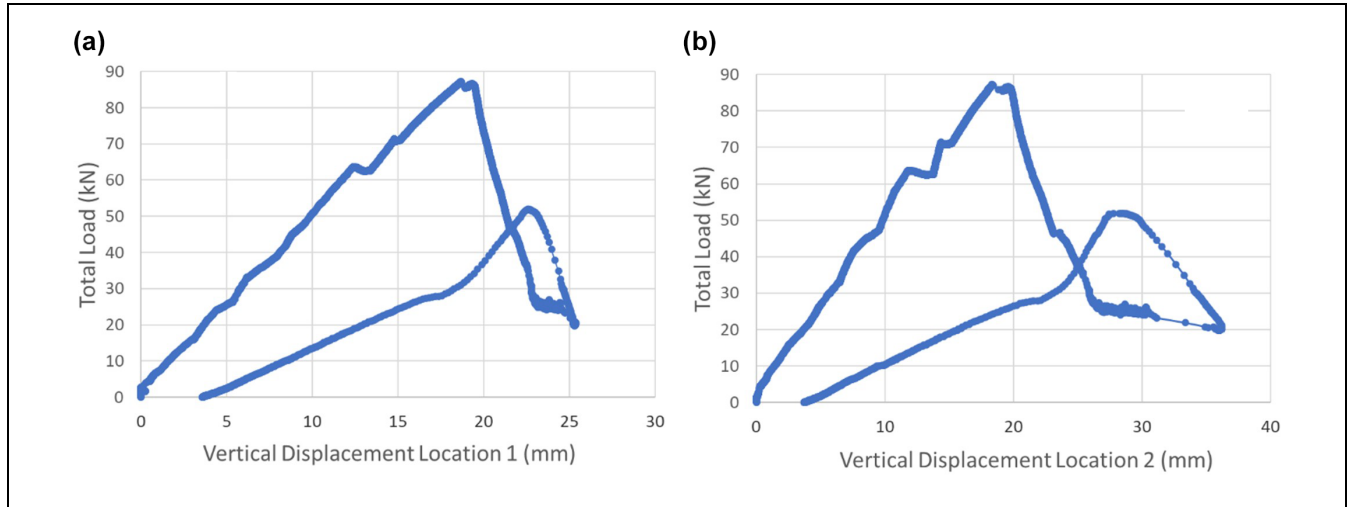 (a)
90
80
70
60
50
40
30
20
10
0
Total Load (kN)
0 5 10 15 20 25 30
Vertical Displacement Location 1 (mm)
(b)
90
80
70
60
50
40
30
20
10
0
Total Load (kN)
0 10 20 30 40
Vertical Displacement Location 2 (mm)